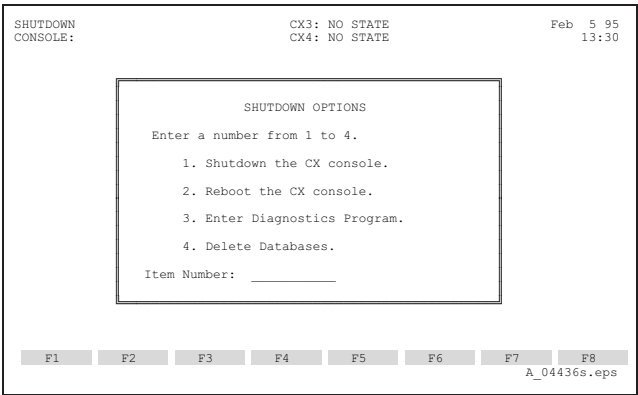 SHUTDOWN CX3: NO STATE Feb 5 95
CONSOLE: CX4: NO STATE 13:30
SHUTDOWN OPTIONS
Enter a number from 1 to 4.
1. Shutdown the CX console.
2. Reboot the CX console.
3. Enter Diagnostics Program.
4. Delete Databases.
Item Number: __________
F1 F2 F3 F4 F5 F6 F7 F8
A_04436s.eps